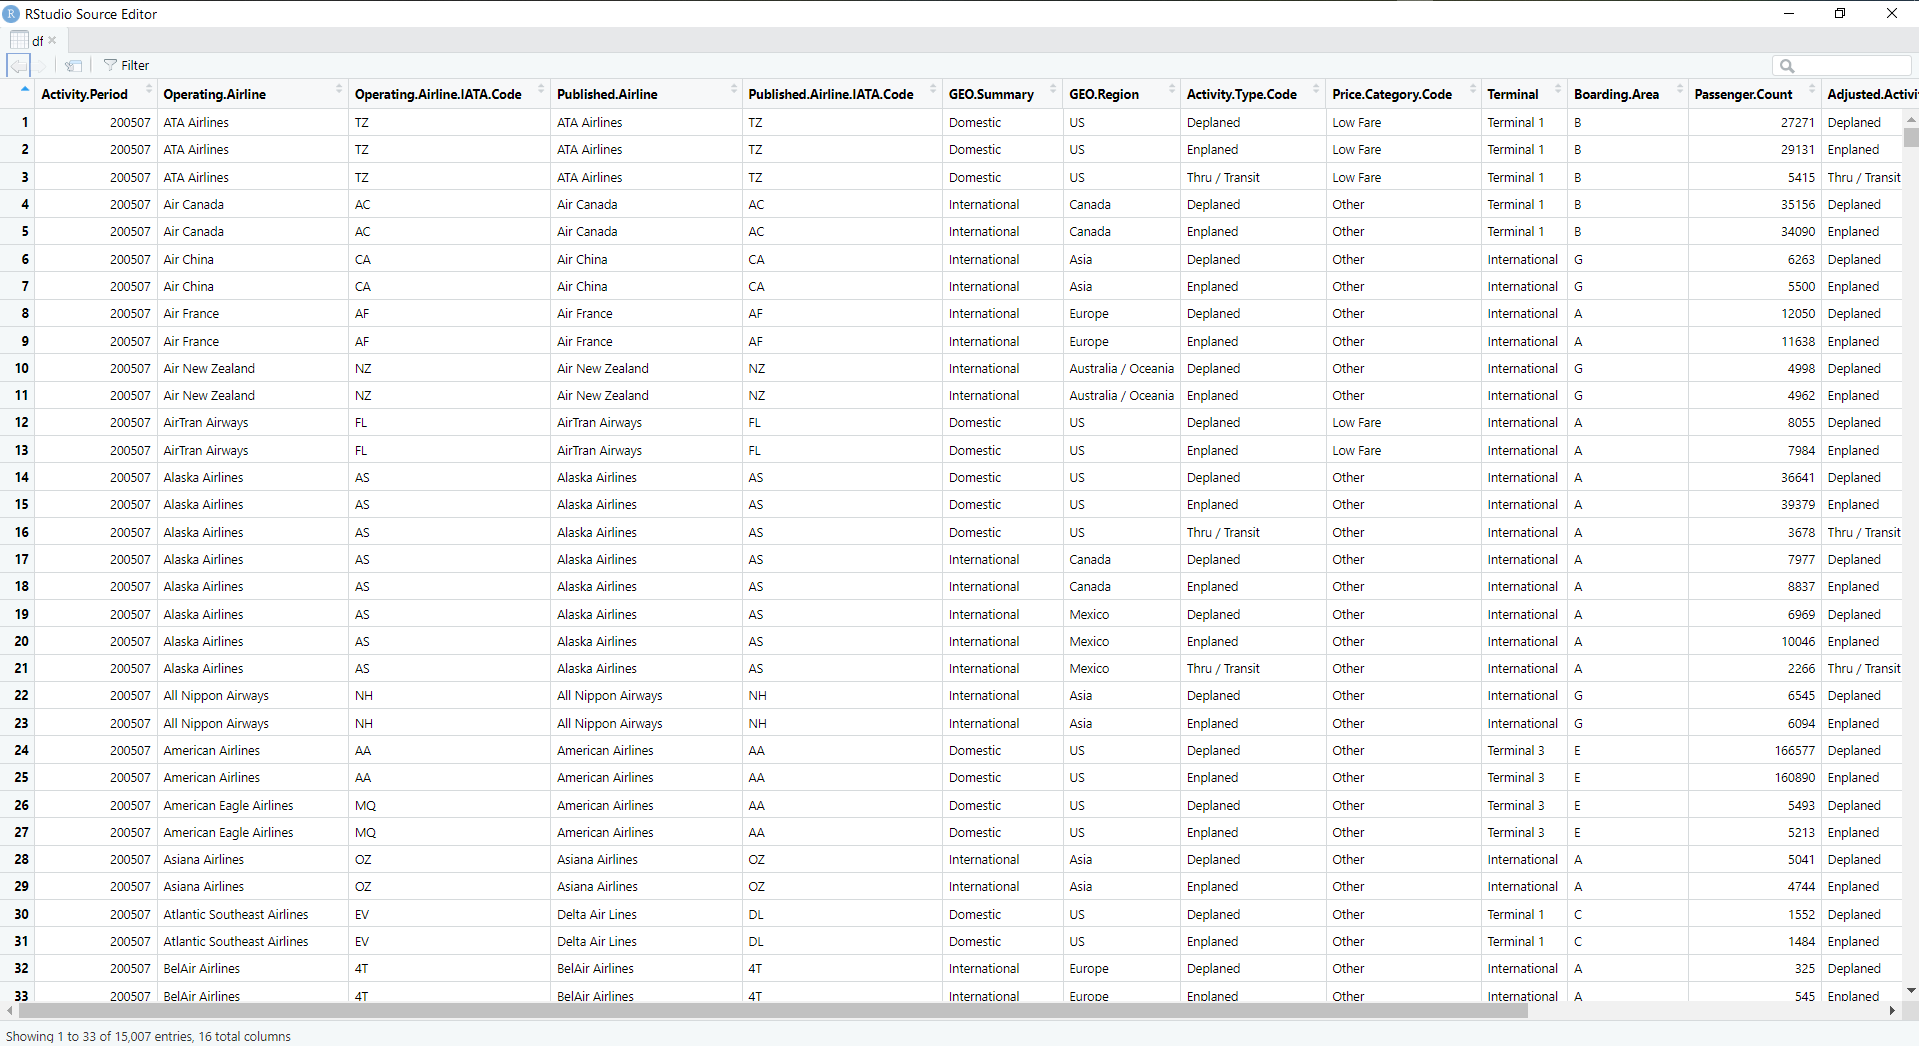 RStudio Source Editor
df
Filter
Activity.Period Operating.Airline Operating.Airline.IATA.Code Published.Airline Published.Airline.IATA.Code GEO.Summary GEO.Region Activity.Type.Code Price.Category.Code Terminal Boarding.Area Passenger.Count Adjusted.Activi
1 200507 ATA Airlines TZ ATA Airlines TZ Domestic US Deplaned Low Fare Terminal 1 B 27271 Deplaned
2 200507 ATA Airlines TZ ATA Airlines TZ Domestic US Enplaned Low Fare Terminal 1 B 29131 Enplaned
3 200507 ATA Airlines TZ ATA Airlines TZ Domestic US Thru / Transit Low Fare Terminal 1 B 5415 Thru / Transit
4 200507 Air Canada AC Air Canada AC International Canada Deplaned Other Terminal 1 B 35156 Deplaned
5 200507 Air Canada AC Air Canada AC International Canada Enplaned Other Terminal 1 B 34090 Enplaned
6 200507 Air China CA Air China CA International Asia Deplaned Other International G 6263 Deplaned
7 200507 Air China CA Air China CA International Asia Enplaned Other International G 5500 Enplaned
8 200507 Air France AF Air France AF International Europe Deplaned Other International A 12050 Deplaned
9 200507 Air France AF Air France AF International Europe Enplaned Other International A 11638 Enplaned
10 200507 Air New Zealand NZ Air New Zealand NZ International Australia / Oceania Deplaned Other International G 4998 Deplaned
11 200507 Air New Zealand NZ Air New Zealand NZ International Australia / Oceania Enplaned Other International G 4962 Enplaned
12 200507 AirTran Airways FL AirTran Airways FL Domestic US Deplaned Low Fare International A 8055 Deplaned
13 200507 AirTran Airways FL AirTran Airways FL Domestic US Enplaned Low Fare International A 7984 Enplaned
14 200507 Alaska Airlines AS Alaska Airlines AS Domestic US Deplaned Other International A 36641 Deplaned
15 200507 Alaska Airlines AS Alaska Airlines AS Domestic US Enplaned Other International A 39379 Enplaned
16 200507 Alaska Airlines AS Alaska Airlines AS Domestic US Thru / Transit Other International A 3678 Thru / Transit
17 200507 Alaska Airlines AS Alaska Airlines AS International Canada Deplaned Other International A 7977 Deplaned
18 200507 Alaska Airlines AS Alaska Airlines AS International Canada Enplaned Other International A 8837 Enplaned
19 200507 Alaska Airlines AS Alaska Airlines AS International Mexico Deplaned Other International A 6969 Deplaned
20 200507 Alaska Airlines AS Alaska Airlines AS International Mexico Enplaned Other International A 10046 Enplaned
21 200507 Alaska Airlines AS Alaska Airlines AS International Mexico Thru / Transit Other International A 2266 Thru / Transit
22 200507 All Nippon Airways NH All Nippon Airways NH International Asia Deplaned Other International G 6545 Deplaned
23 200507 All Nippon Airways NH All Nippon Airways NH International Asia Enplaned Other International G 6094 Enplaned
24 200507 American Airlines AA American Airlines AA Domestic US Deplaned Other Terminal 3 E 166577 Deplaned
25 200507 American Airlines AA American Airlines AA Domestic US Enplaned Other Terminal 3 E 160890 Enplaned
26 200507 American Eagle Airlines MQ American Airlines AA Domestic US Deplaned Other Terminal 3 E 5493 Deplaned
27 200507 American Eagle Airlines MQ American Airlines AA Domestic US Enplaned Other Terminal 3 E 5213 Enplaned
28 200507 Asiana Airlines OZ Asiana Airlines OZ International Asia Deplaned Other International A 5041 Deplaned
29 200507 Asiana Airlines OZ Asiana Airlines OZ International Asia Enplaned Other International A 4744 Enplaned
30 200507 Atlantic Southeast Airlines EV Delta Air Lines DL Domestic US Deplaned Other Terminal 1 C 1552 Deplaned
31 200507 Atlantic Southeast Airlines EV Delta Air Lines DL Domestic US Enplaned Other Terminal 1 C 1484 Enplaned
32 200507 BelAir Airlines 4T BelAir Airlines 4T International Europe Deplaned Other International A 325 Deplaned
33 200507 BelAir Airlines 4T BelAir Airlines 4T International Europe Enplaned Other International A 545 Enplaned
Showing 1 to 33 of 15,007 entries, 16 total columns